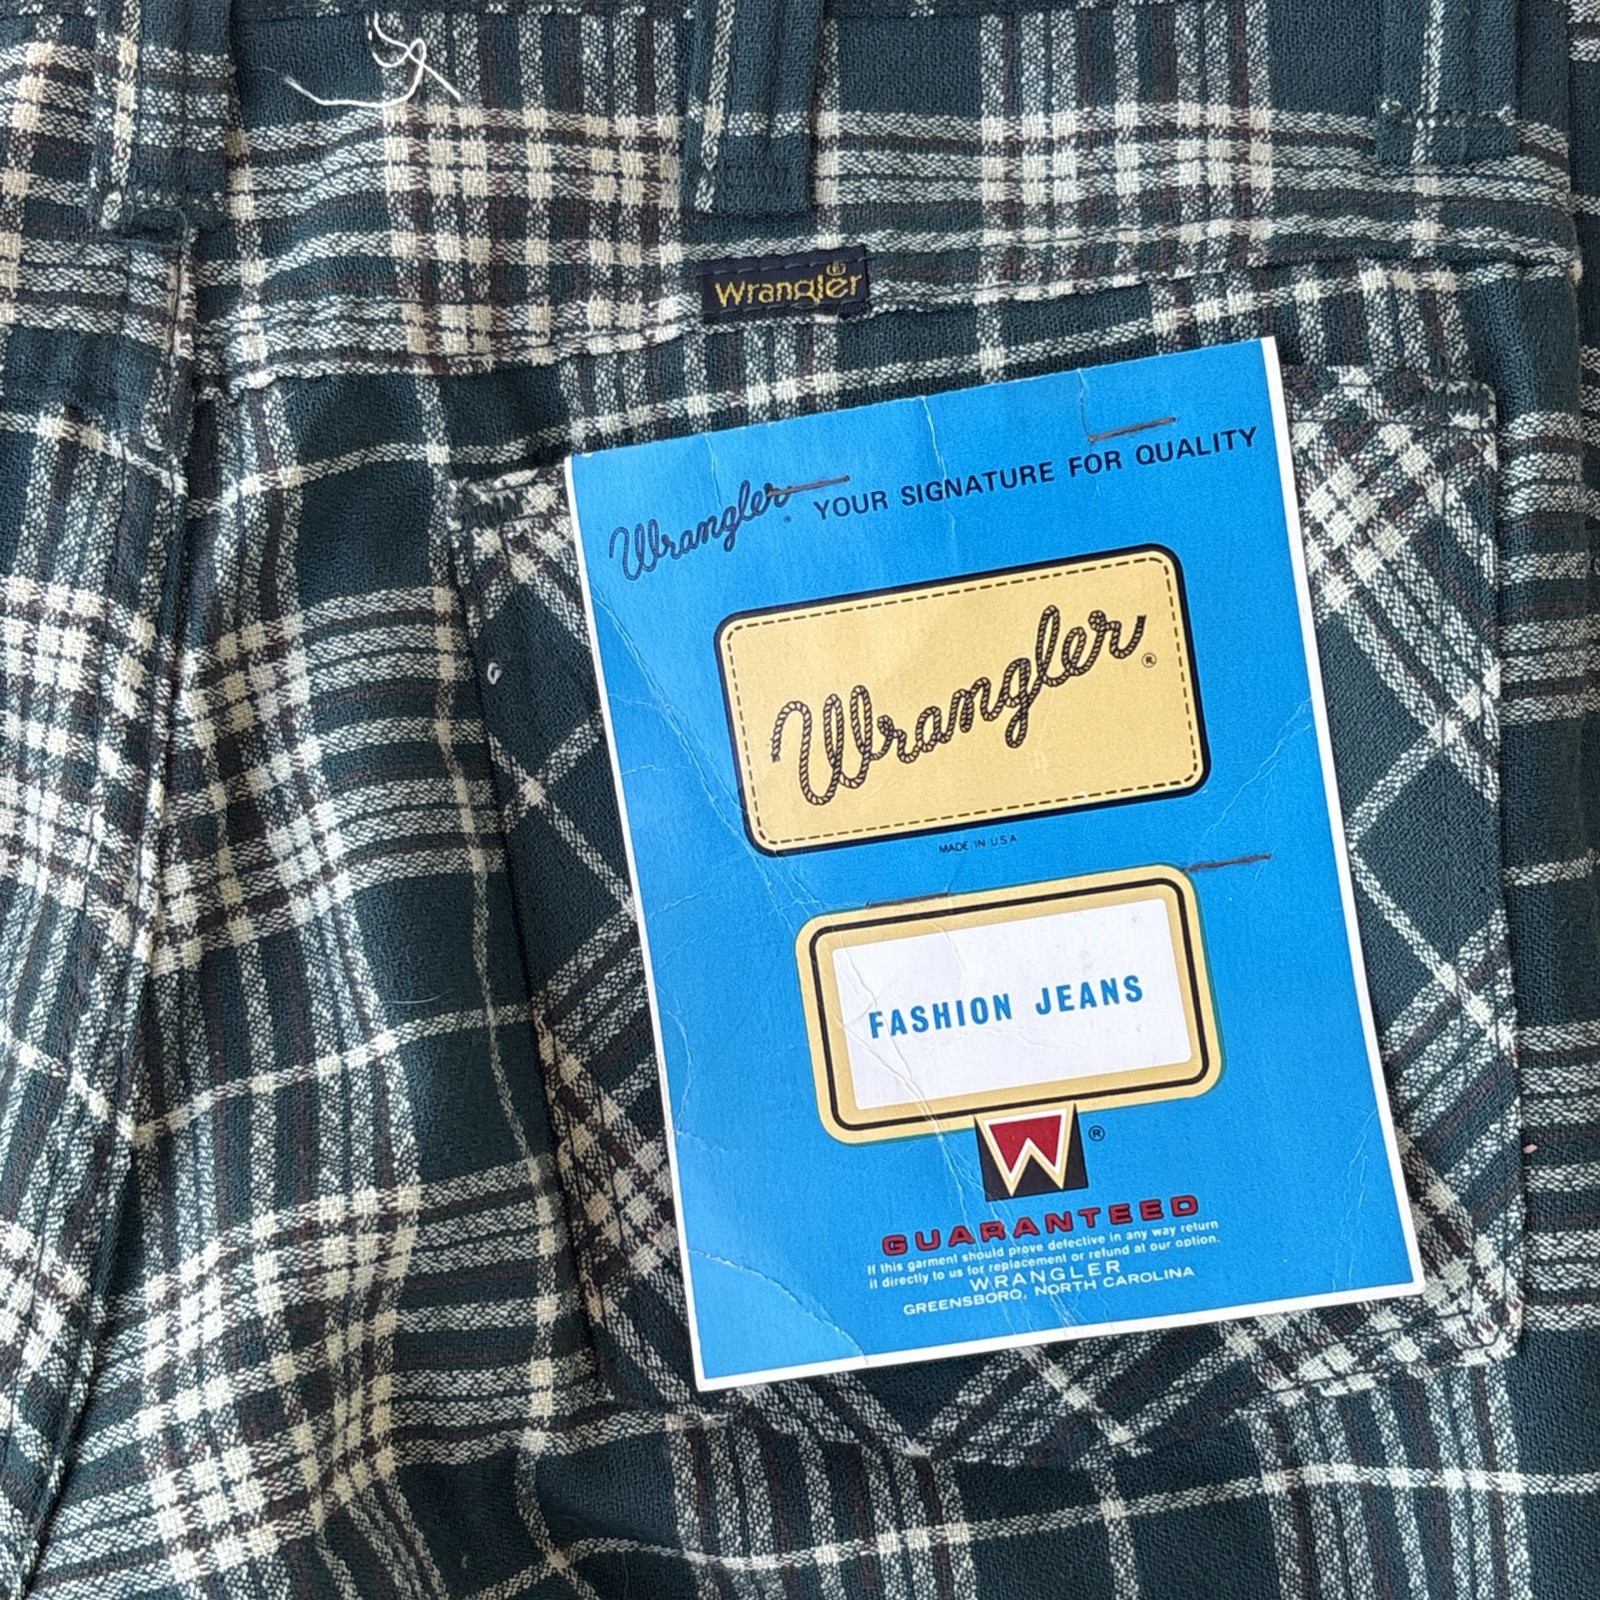 Wrangler
Wrangler® YOUR SIGNATURE FOR QUALITY
Wrangler®
MADE IN U.S.A
FASHION JEANS
W®
GUARANTEED
If this garment should prove defective in any way return
it directly to us for replacement or refund at our option.
WRANGLER
GREENSBORO, NORTH CAROLINA